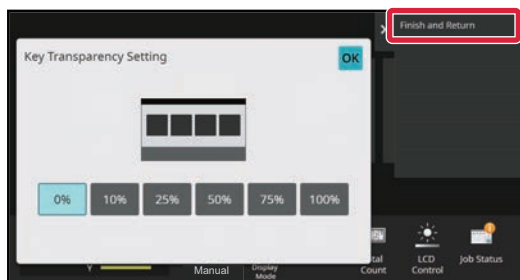 Finish and Return
Key Transparency Setting
OK
0% 10% 25% 50% 75% 100%
Y
Manual
Display
Mode
Count
LCD
Control
Job Status